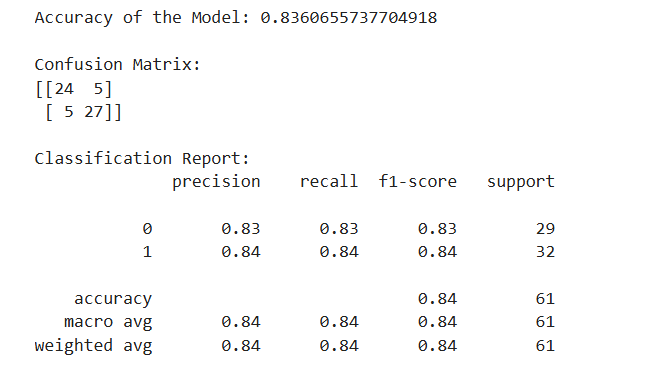 Accuracy of the Model: 0.8360655737704918
Confusion Matrix:
[[24  5]
 [ 5 27]]
Classification Report:
              precision    recall  f1-score   support
           0       0.83      0.83      0.83        29
           1       0.84      0.84      0.84        32
    accuracy                           0.84        61
   macro avg       0.84      0.84      0.84        61
weighted avg       0.84      0.84      0.84        61